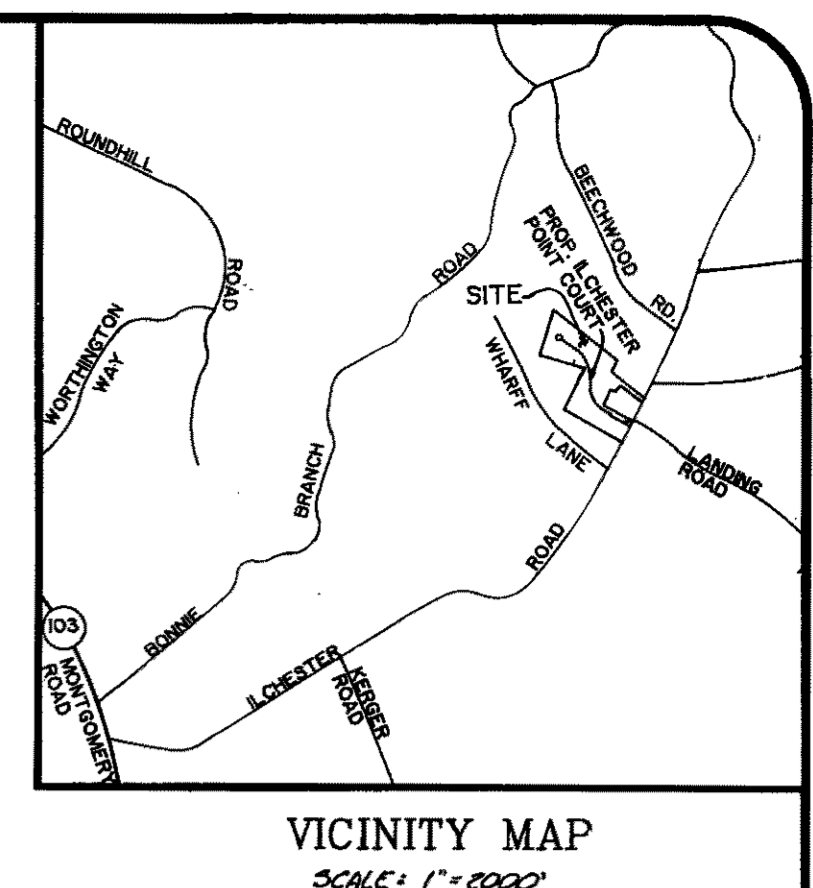 ROUNDHILL
ROAD
WORTHINGTON
WAY
BEECHWOOD
RD.
PROP. ILCHESTER
POINT COURT
SITE
WHARFF
LANE
LANDING
ROAD
BONNIE
BRANCH
ROAD
ILCHESTER
ROAD
KERGER
ROAD
103
MONTGOMERY
ROAD
VICINITY MAP
SCALE: 1"=2000'